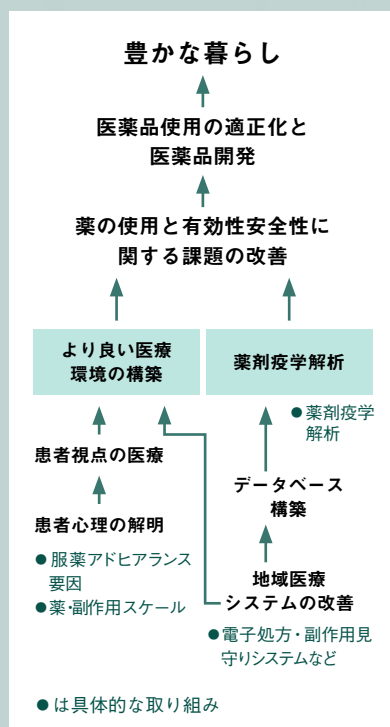 豊かな暮らし
医薬品使用の適正化と
医薬品開発
薬の使用と有効性安全性に
関する課題の改善
より良い医療
環境の構築
薬剤疫学解析
●薬剤疫学
解析
患者視点の医療
データベース
構築
患者心理の解明
●服薬アドヒアランス
要因
●薬・副作用スケール
地域医療
システムの改善
●電子処方・副作用見
守りシステムなど
●は具体的な取り組み